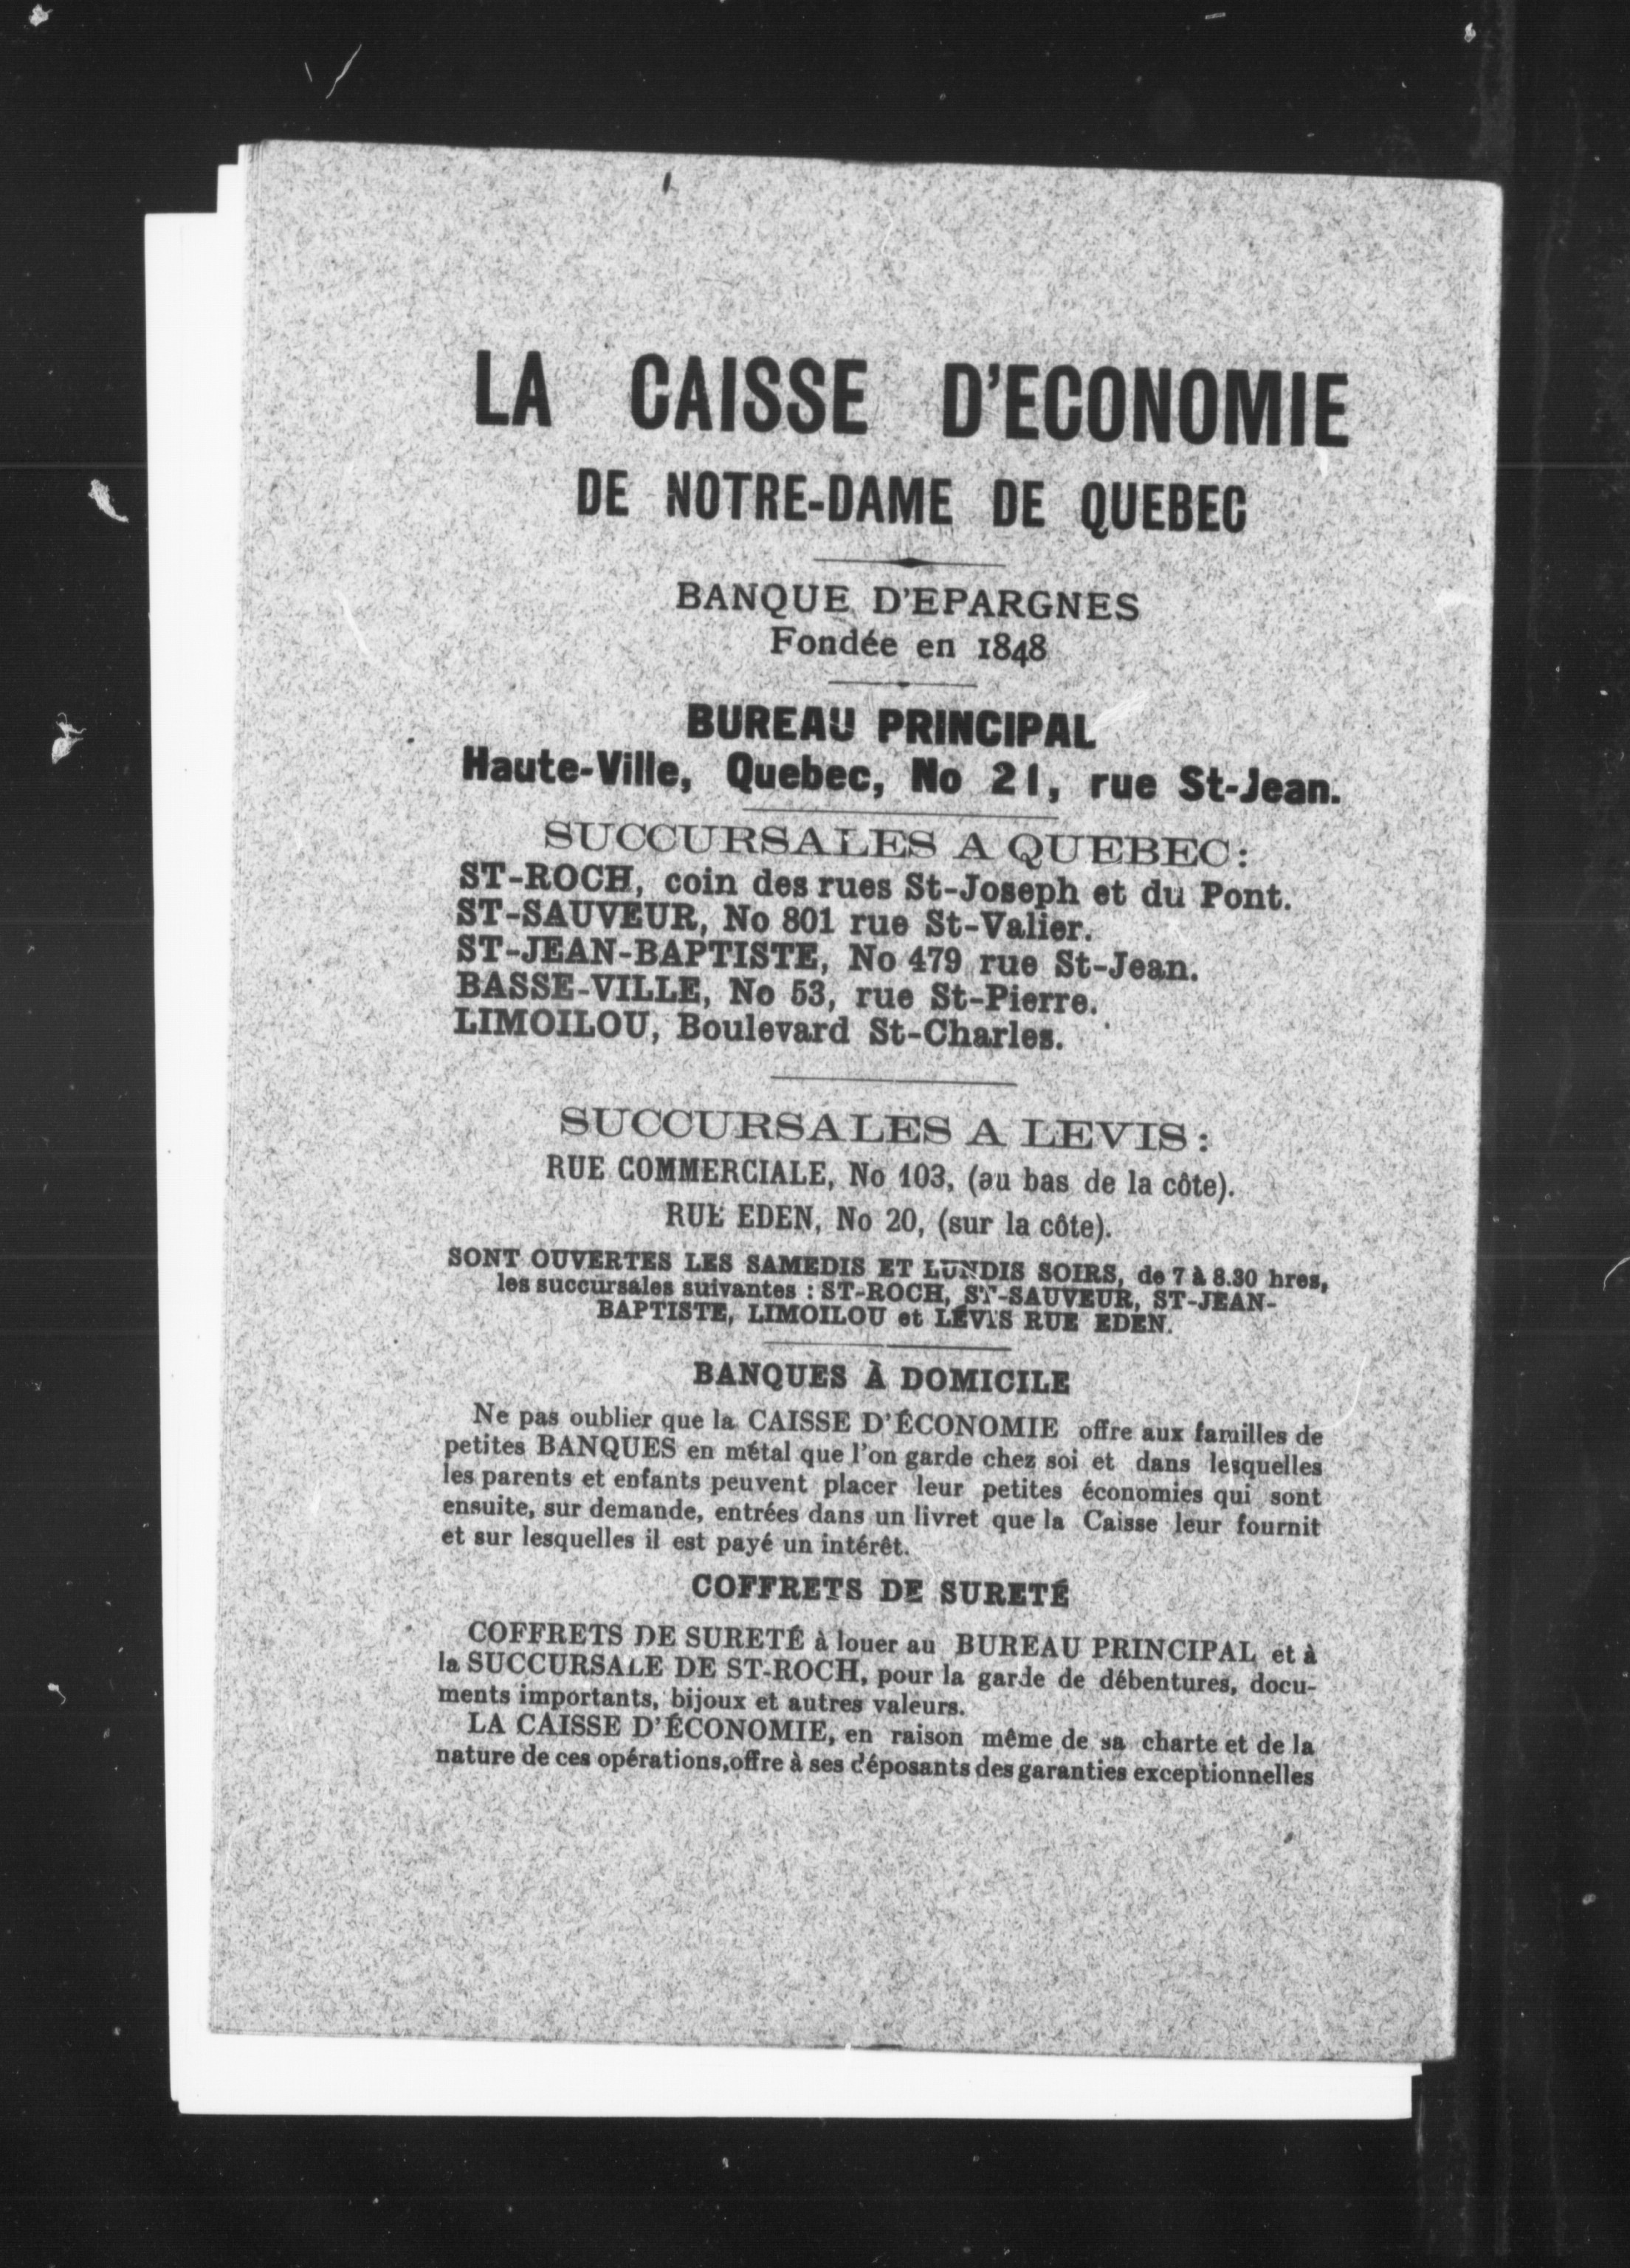 LA CAISSE D'ECONOMIE
DE NOTRE-DAME DE QUEBEC
BANQUE D'EPARGNES
Fondée en 1848
BUREAU PRINCIPAL
Haute-Ville, Quebec, No 21, rue St-Jean.
SUCCURSALES A QUEBEC:
ST-ROCH, coin des rues St-Joseph et du Pont.
ST-SAUVEUR, No 801 rue St-Valier.
ST-JEAN-BAPTISTE, No 479 rue St-Jean.
BASSE-VILLE, No 53, rue St-Pierre.
LIMOILOU, Boulevard St-Charles.
SUCCURSALES A LEVIS:
RUE COMMERCIALE, No 103, (au bas de la côte).
RUE EDEN, No 20, (sur la côte).
SONT OUVERTES LES SAMEDIS ET LUNDIS SOIRS, de 7 à 8.30 hres,
les succursales suivantes : ST-ROCH, ST-SAUVEUR, ST-JEAN-
BAPTISTE, LIMOILOU et LÉVIS RUE EDEN.
BANQUES À DOMICILE
Ne pas oublier que la CAISSE D'ÉCONOMIE offre aux familles de
petites BANQUES en métal que l'on garde chez soi et dans lesquelles
les parents et enfants peuvent placer leur petites économies qui sont
ensuite, sur demande, entrées dans un livret que la Caisse leur fournit
et sur lesquelles il est payé un intérêt.
COFFRETS DE SURETÉ
COFFRETS DE SURETÉ à louer au BUREAU PRINCIPAL et à
la SUCCURSALE DE ST-ROCH, pour la garde de débentures, docu-
ments importants, bijoux et autres valeurs.
LA CAISSE D'ÉCONOMIE, en raison même de sa charte et de la
nature de ces opérations, offre à ses déposants des garanties exceptionnelles